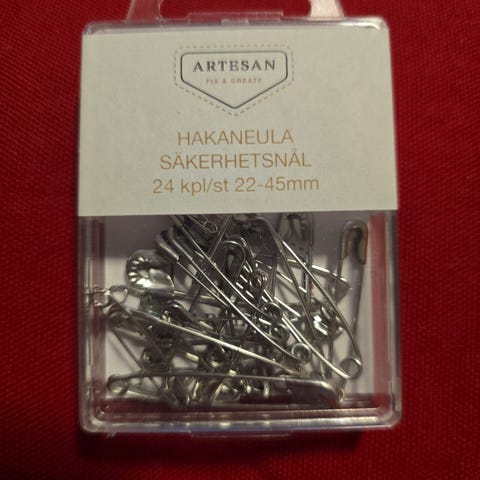 ARTESAN
FIX & CREATE
HAKANEULA
SÄKERHETSNÅL
24 kpl/st 22-45mm